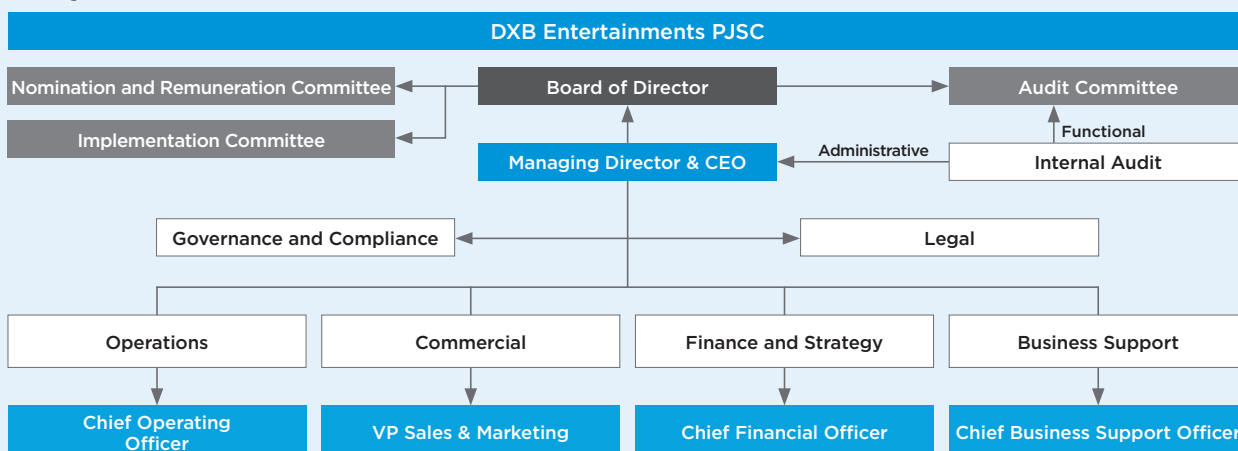 DXB Entertainments PJSC
Nomination and Remuneration Committee
Board of Director
Audit Committee
Implementation Committee
Functional
Managing Director & CEO
Administrative
Internal Audit
Governance and Compliance
Legal
Operations
Commercial
Finance and Strategy
Business Support
Chief Operating
Officer
VP Sales & Marketing
Chief Financial Officer
Chief Business Support Officer